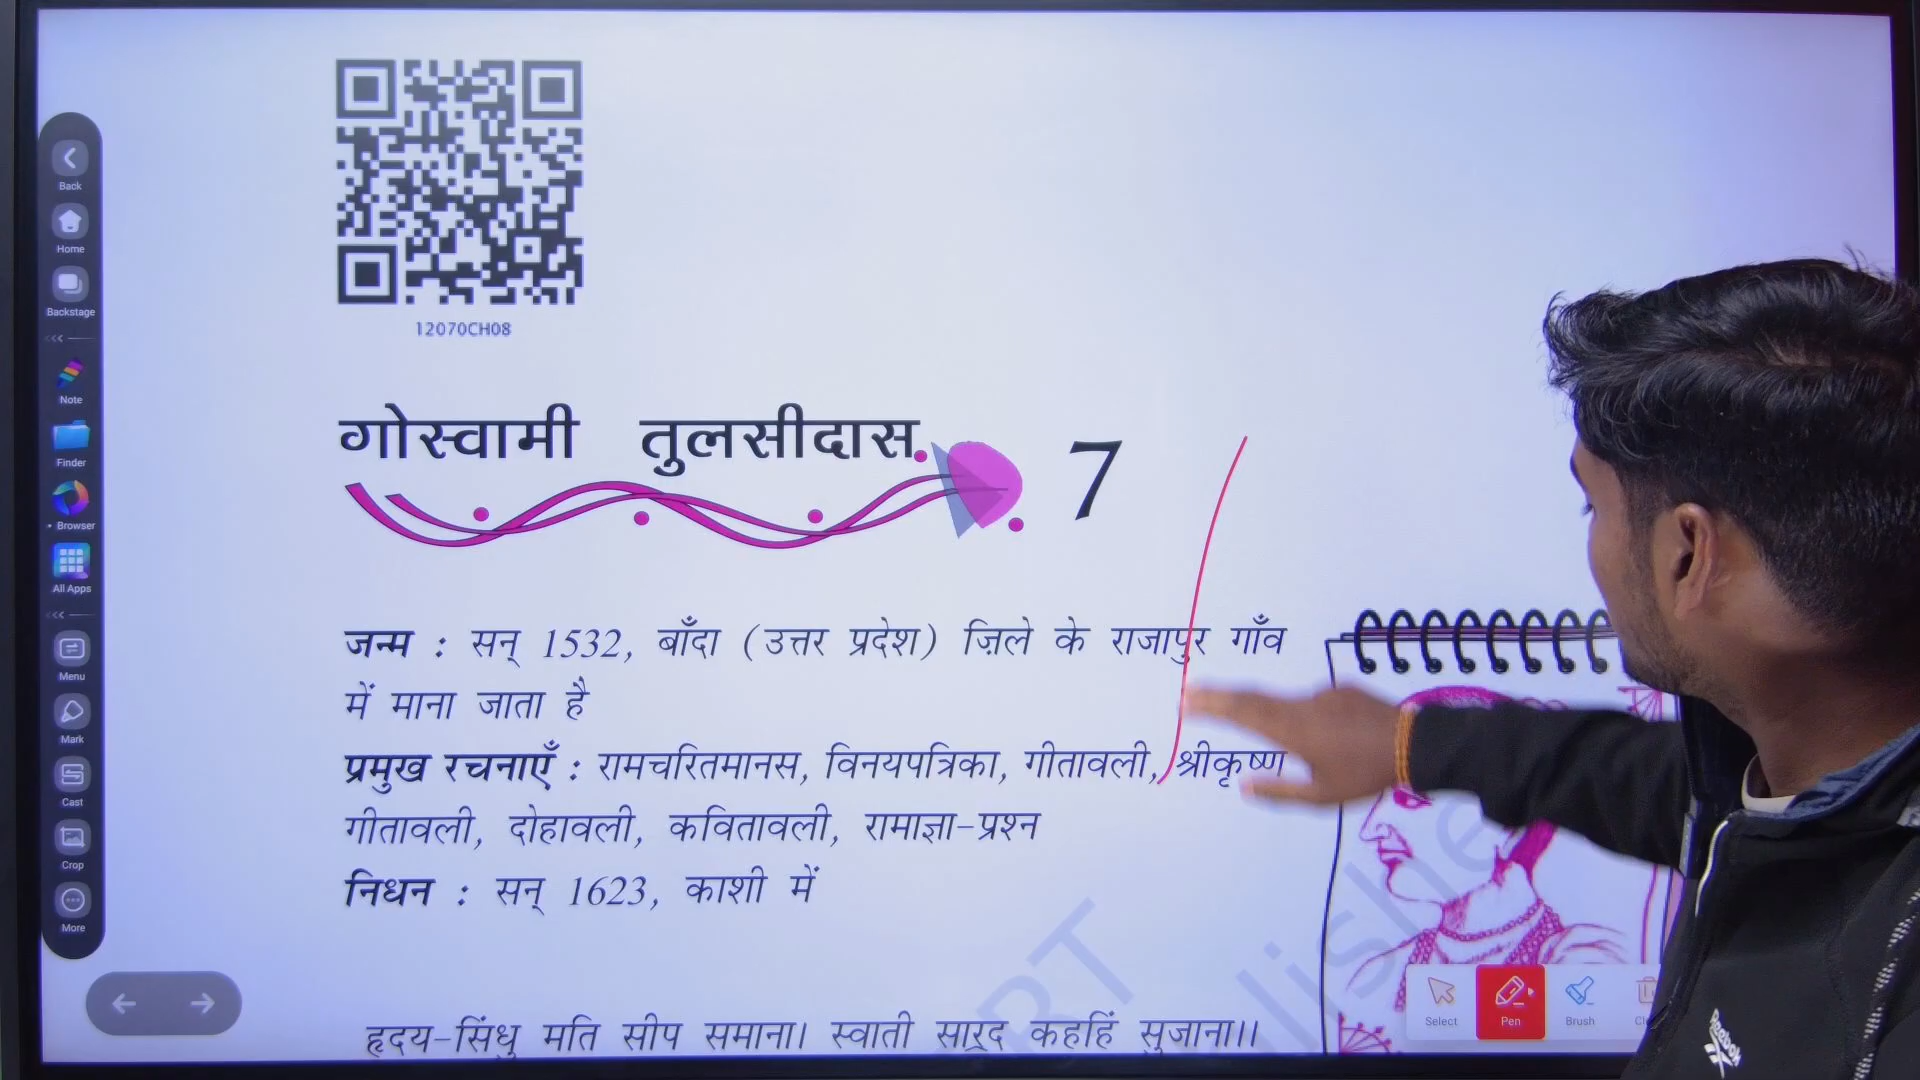 12070CH08
Back
Home
Backstage
Note
Finder
Browser
All Apps
Menu
Mark
Cast
Crop
More
गोस्वामी तुलसीदास
7
जन्म : सन् 1532, बाँदा (उत्तर प्रदेश) ज़िले के राजापुर गाँव
में माना जाता है
प्रमुख रचनाएँ : रामचरितमानस, विनयपत्रिका, गीतावली, श्रीकृष्ण
गीतावली, दोहावली, कवितावली, रामाज्ञा-प्रश्न
निधन : सन् 1623, काशी में
हृदय-सिंधु मति सीप समाना। स्वाती सारद कहहिं सुजाना।।
Select
Pen
Brush
Reebok